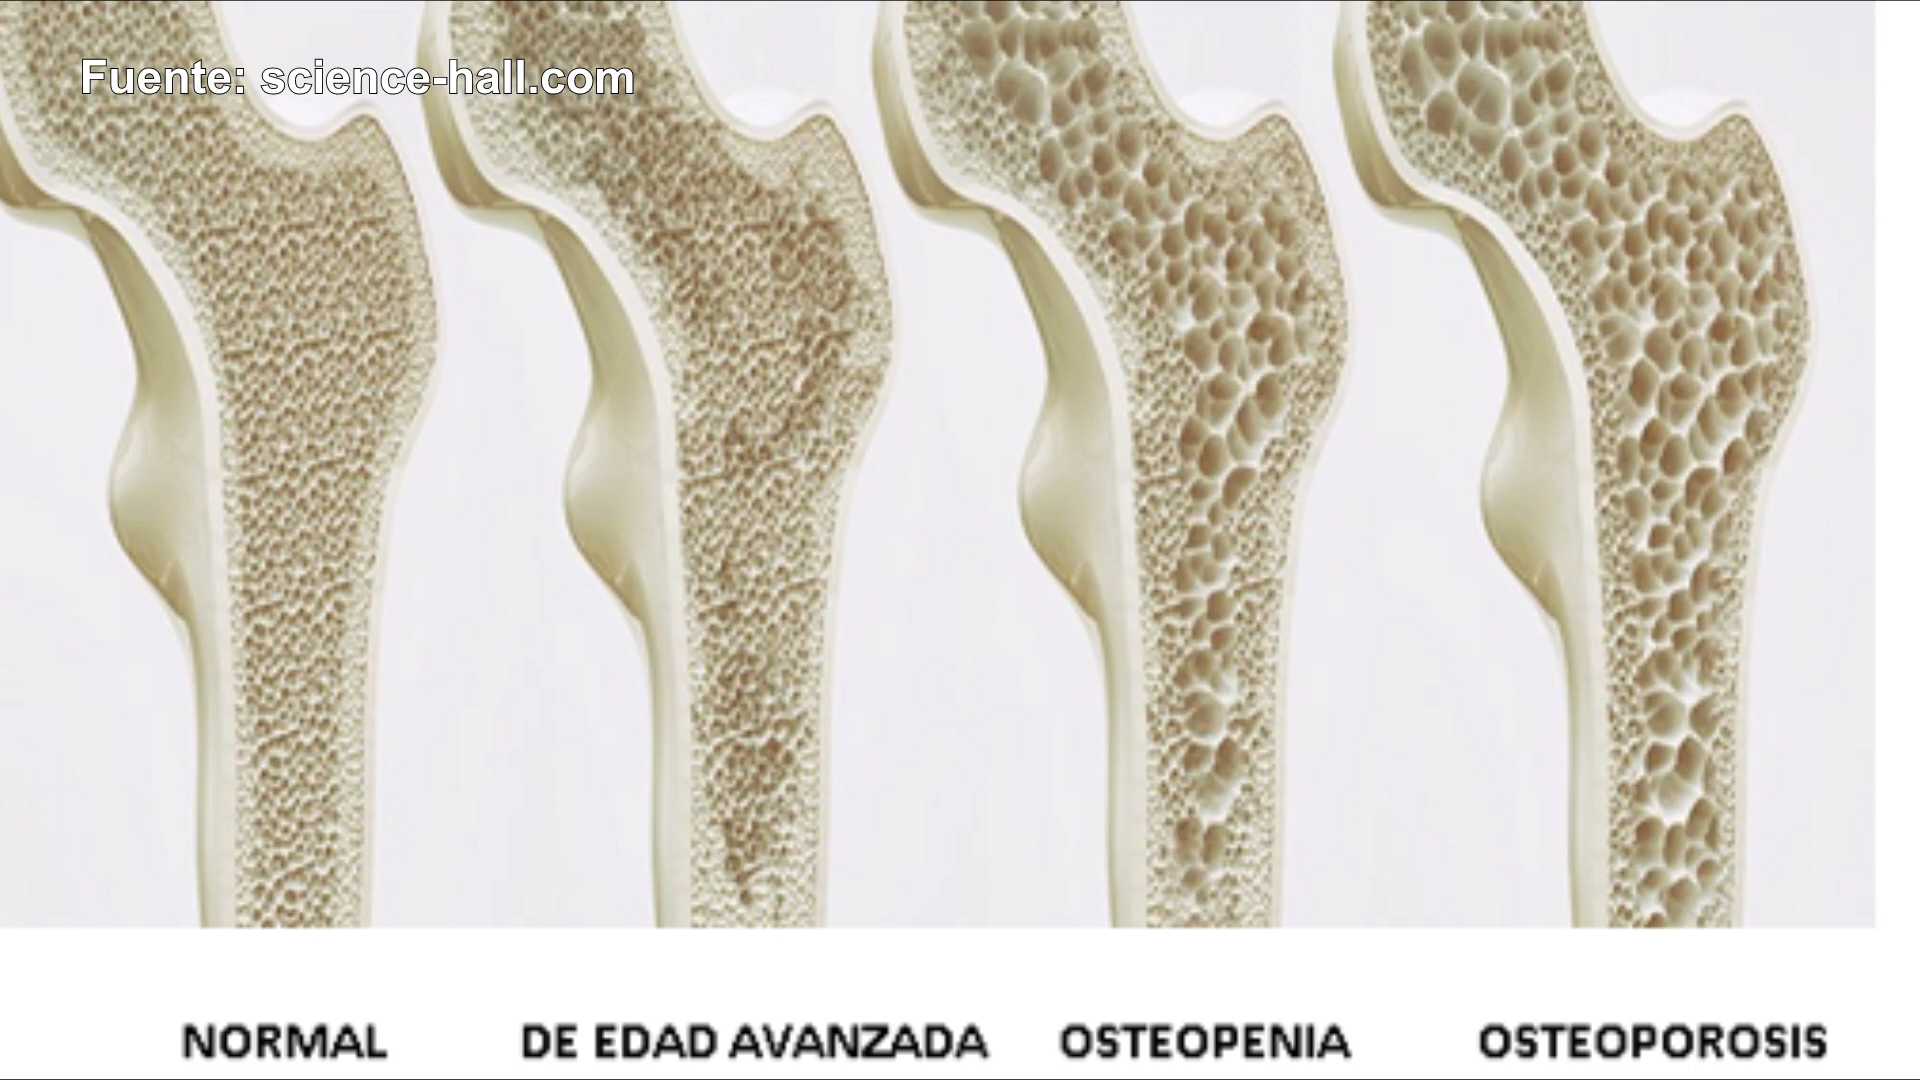 Fuente: science-hall.com
NORMAL
DE EDAD AVANZADA
OSTEOPENIA
OSTEOPOROSIS